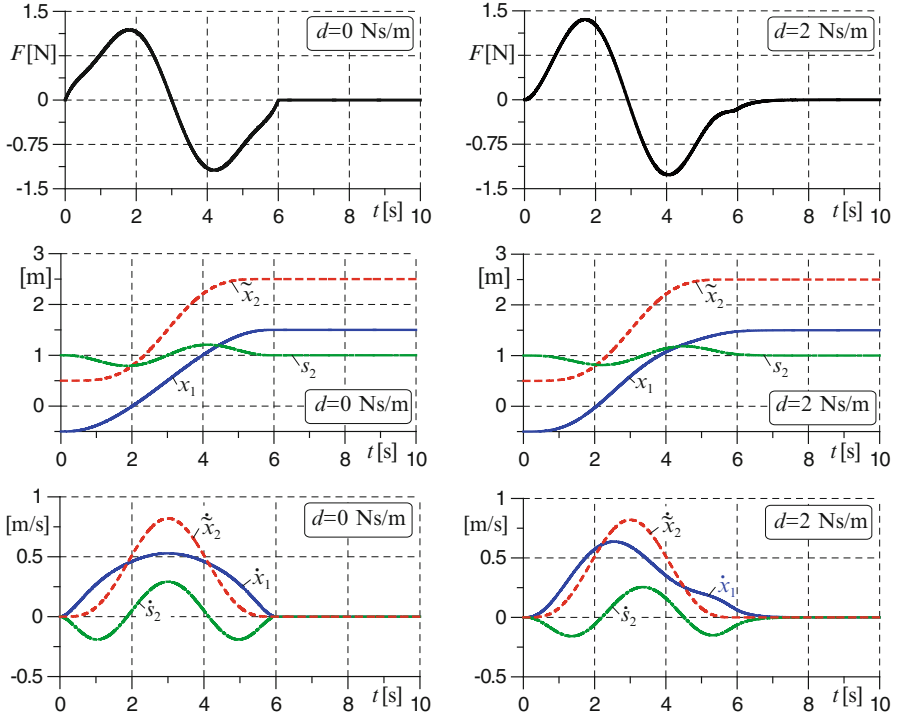 1.5
F[N]
0
-0.75
-1.5
d=0 Ns/m
0 2 4 6 8 t[s] 10
1.5
F[N]
0
-0.75
-1.5
d=2 Ns/m
0 2 4 6 8 t[s] 10
3
[m]
2
1
0
x̃₂
s₂
x₁
d=0 Ns/m
0 2 4 6 8 t[s] 10
3
[m]
2
1
0
x̃₂
s₂
x₁
d=2 Ns/m
0 2 4 6 8 t[s] 10
1
[m/s]
0.5
0
-0.5
d=0 Ns/m
x̃̇₂
ẋ₁
ṡ₂
0 2 4 6 8 t[s] 10
1
[m/s]
0.5
0
-0.5
d=2 Ns/m
x̃̇₂
ẋ₁
ṡ₂
0 2 4 6 8 t[s] 10